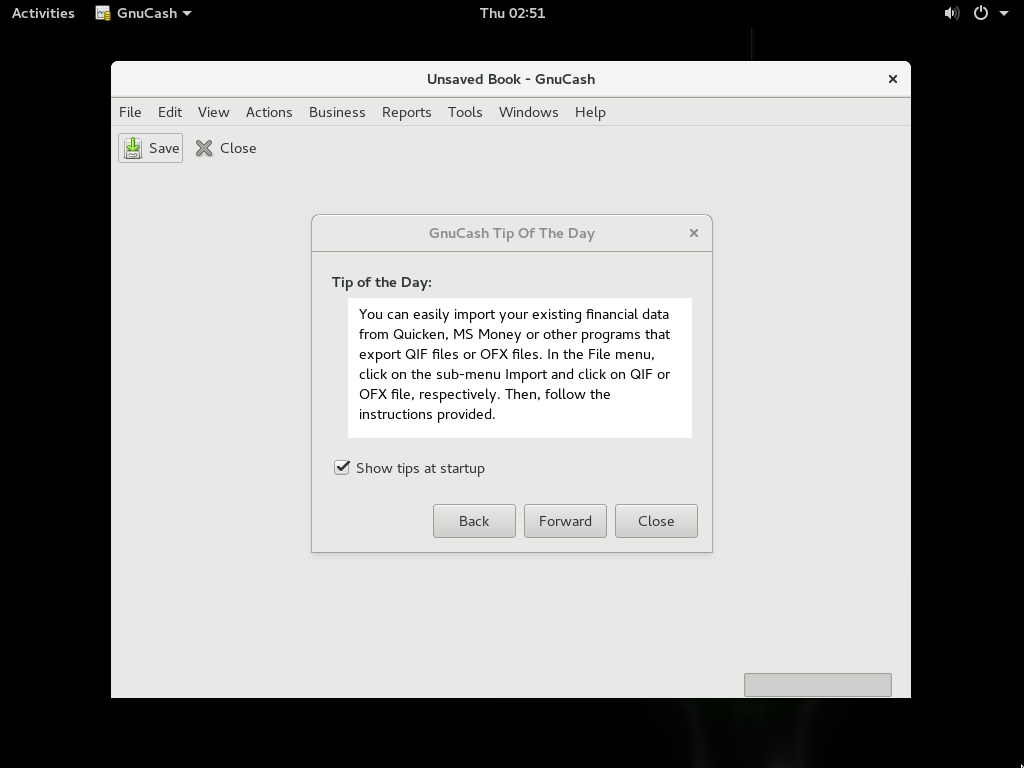 Activities GnuCash Thu 02:51
Unsaved Book - GnuCash
File Edit View Actions Business Reports Tools Windows Help
Save Close
GnuCash Tip Of The Day
Tip of the Day:
You can easily import your existing financial data
from Quicken, MS Money or other programs that
export QIF files or OFX files. In the File menu,
click on the sub-menu Import and click on QIF or
OFX file, respectively. Then, follow the
instructions provided.
Show tips at startup
Back Forward Close